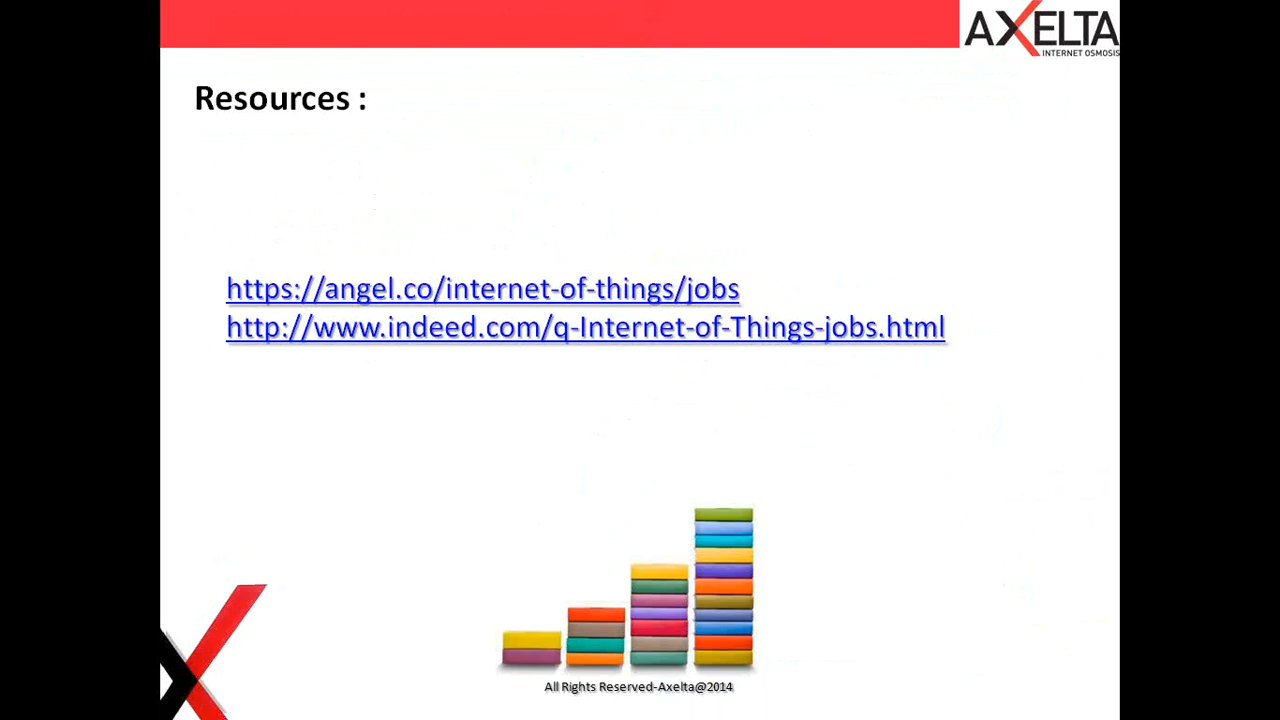 AXELTA
INTERNET OSMOSIS
Resources :
https://angel.co/internet-of-things/jobs
http://www.indeed.com/q-Internet-of-Things-jobs.html
All Rights Reserved-Axelta@2014